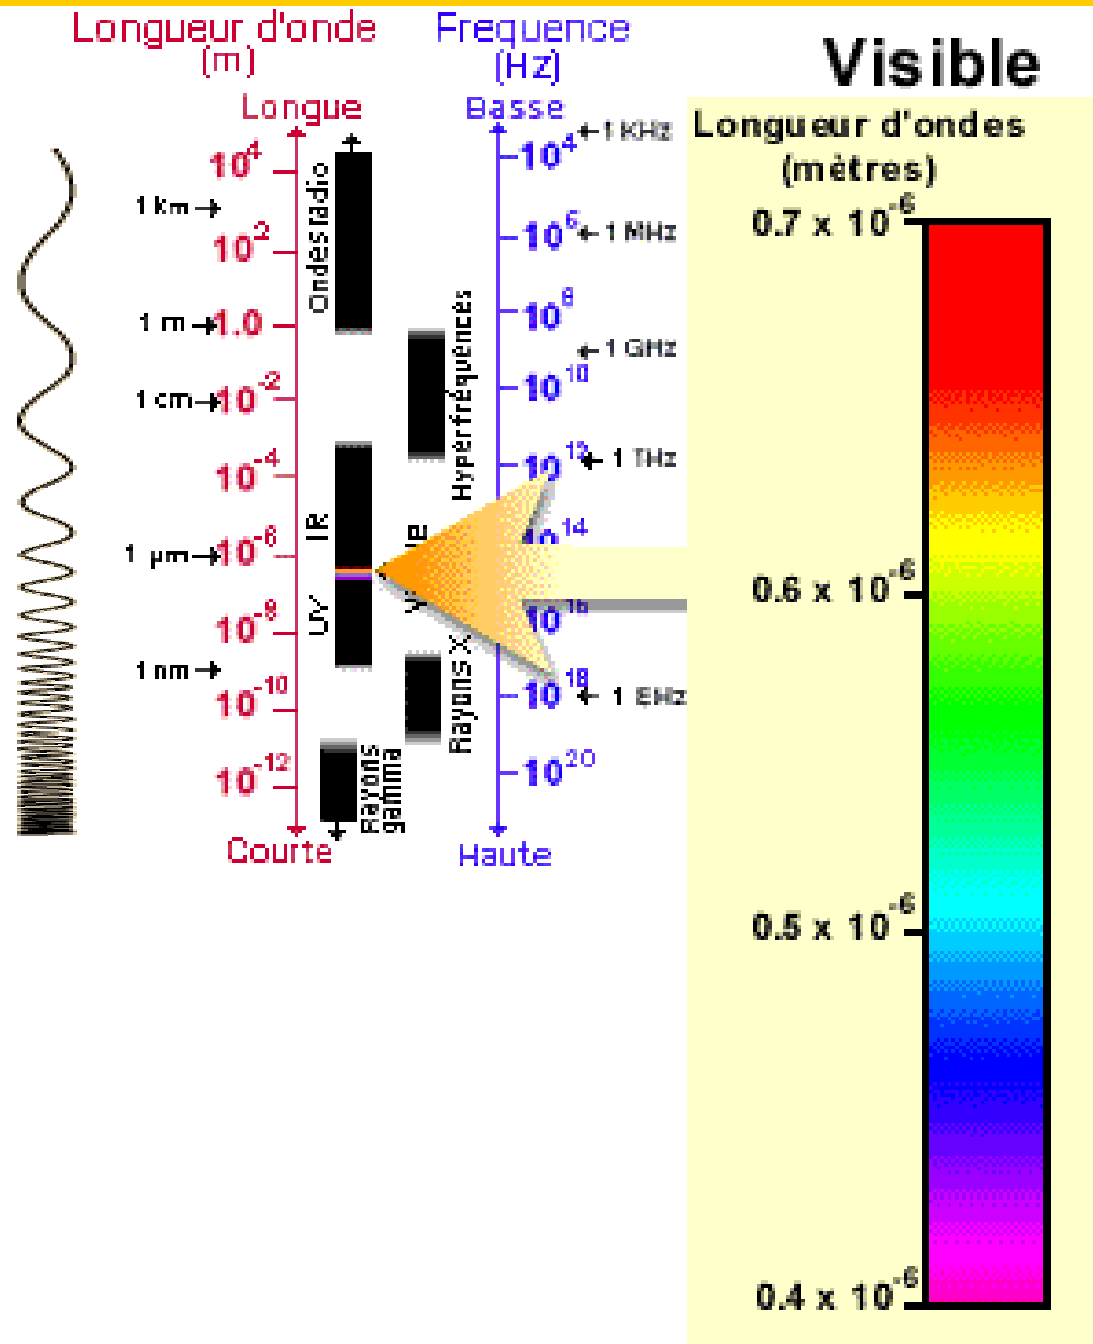 Longueur d'onde
(m)
Longue
10⁴
1 km
10²
1 m
1.0
1 cm
10⁻²
10⁻⁴
1 µm
10⁻⁶
10⁻⁸
1 nm
10⁻¹⁰
10⁻¹²
Courte
Ondes radio
IR
UV
Hyperfréquences
Rayons X
Rayons
gamma
Frequence
(Hz)
Basse
10⁴
1 KHz
10⁶
1 MHz
10⁸
1 GHz
10¹⁰
1 THz
10¹⁴
10¹⁶
10¹⁸
1 EHz
10²⁰
Haute
Visible
Longueur d'ondes
(mètres)
0.7 x 10⁻⁶
0.6 x 10⁻⁶
0.5 x 10⁻⁶
0.4 x 10⁻⁶